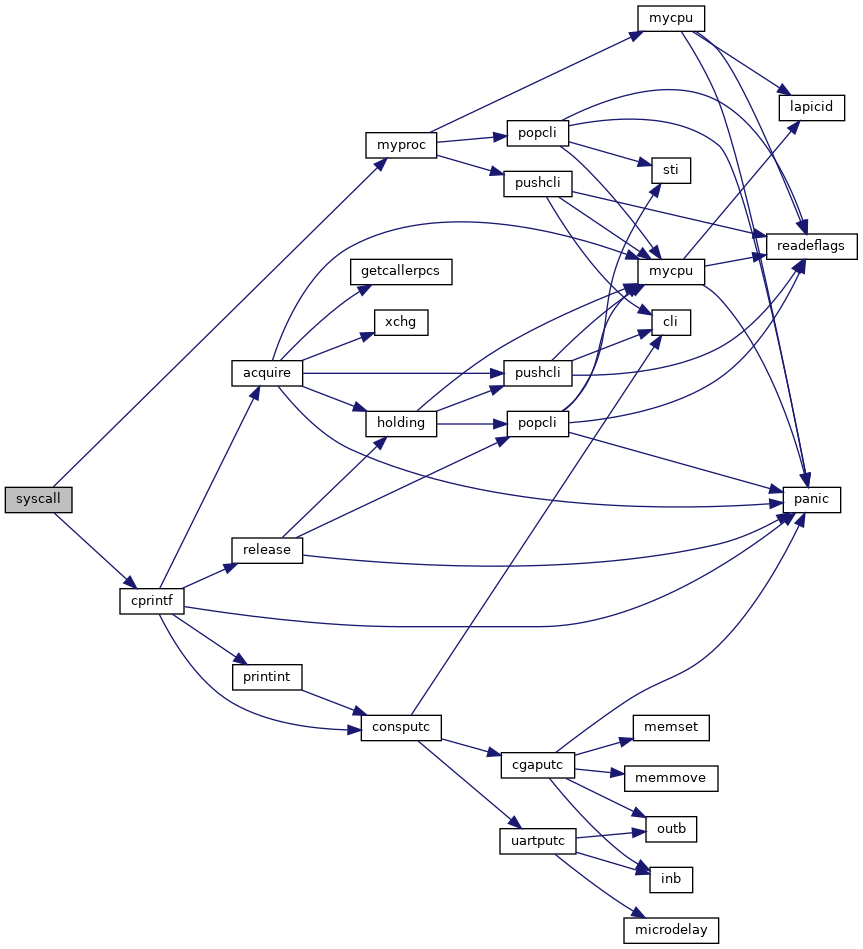 mycpu
lapicid
popcli
myproc
sti
pushcli
readeflags
getcallerpcs
mycpu
xchg
cli
acquire
pushcli
holding
popcli
syscall
panic
release
cprintf
printint
consputc
memset
cgaputc
memmove
outb
uartputc
inb
microdelay